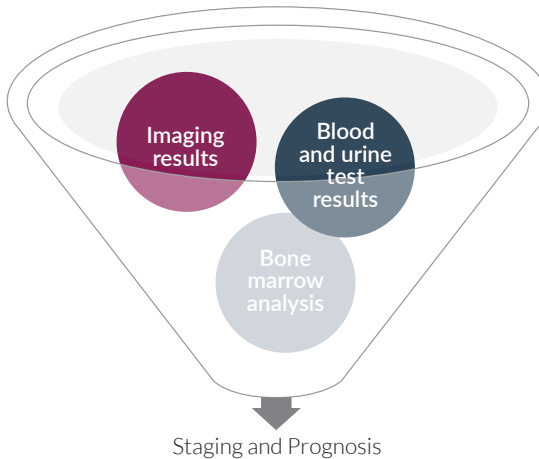 Imaging
results
Blood
and urine
test
results
Bone
marrow
analysis
Staging and Prognosis